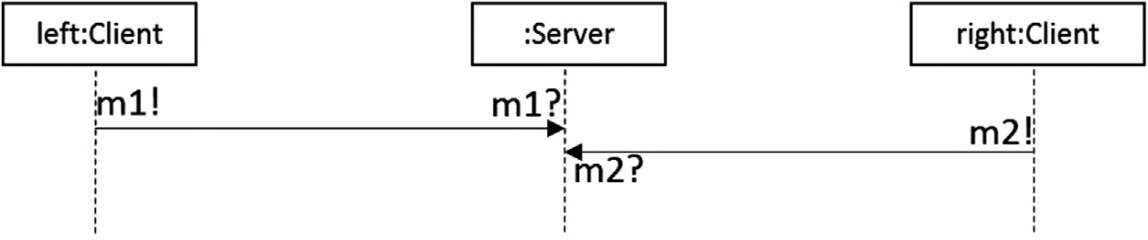 left:Client
:Server
right:Client
m1!
m1?
m2!
m2?